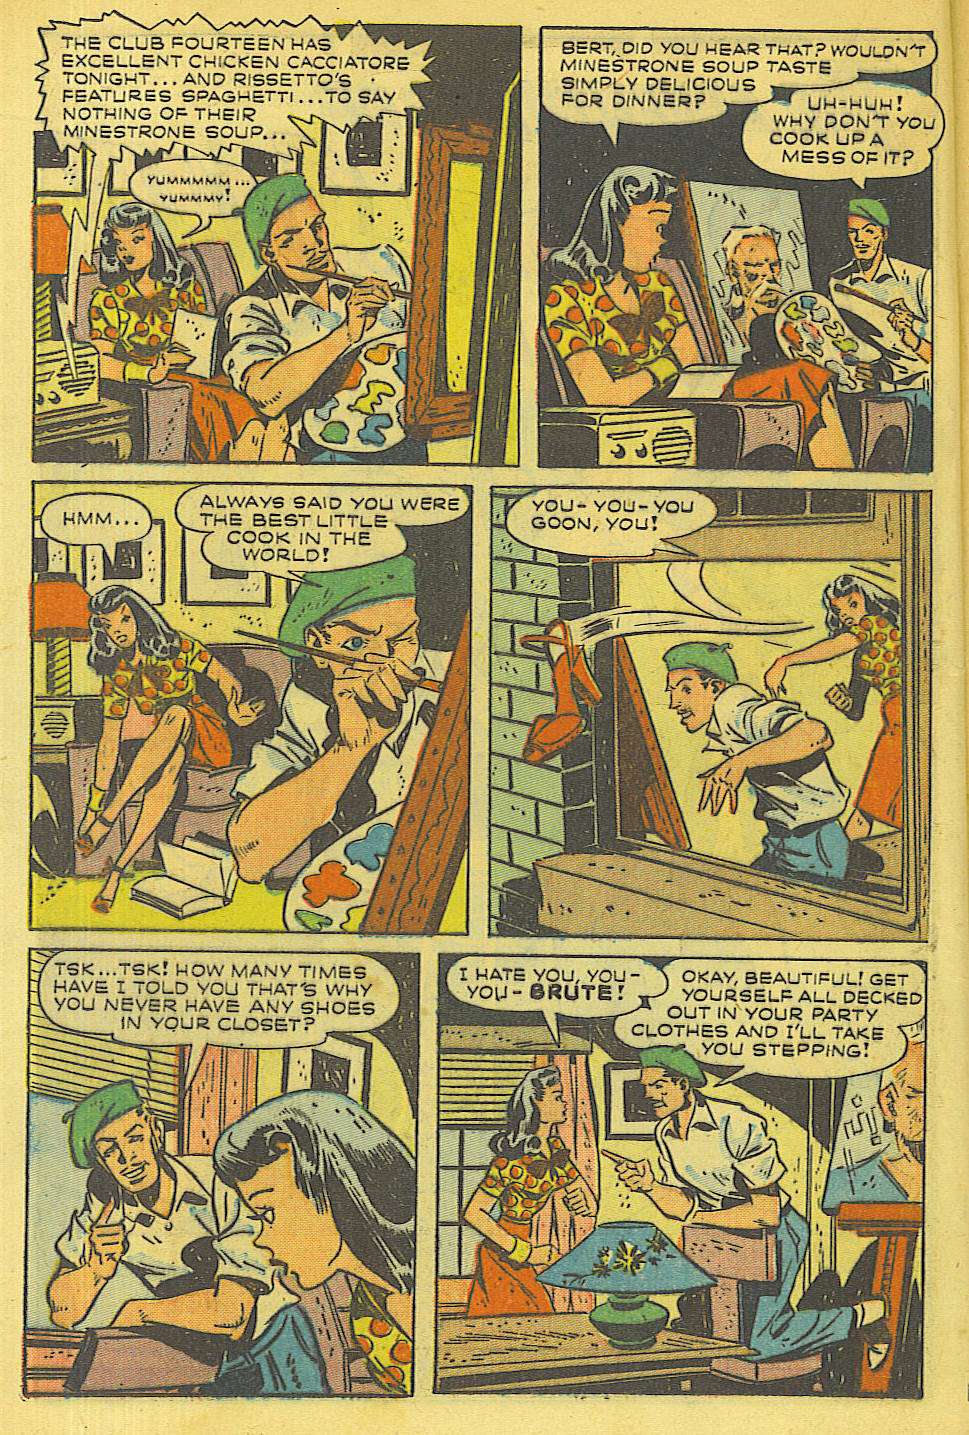 THE CLUB FOURTEEN HAS
EXCELLENT CHICKEN CACCIATORE
TONIGHT... AND RISSETTO'S
FEATURES SPAGHETTI... TO SAY
NOTHING OF THEIR
MINESTRONE SOUP...
YUMMMMM...
YUMMMY!
BERT, DID YOU HEAR THAT? WOULDN'T
MINESTRONE SOUP TASTE
SIMPLY DELICIOUS
FOR DINNER?
UH-HUH!
WHY DON'T YOU
COOK UP A
MESS OF IT?
HMM...
ALWAYS SAID YOU WERE
THE BEST LITTLE
COOK IN THE
WORLD!
YOU-YOU-YOU
GOON, YOU!
TSK...TSK! HOW MANY TIMES
HAVE I TOLD YOU THAT'S WHY
YOU NEVER HAVE ANY SHOES
IN YOUR CLOSET?
I HATE YOU, YOU-
YOU-BRUTE!
OKAY, BEAUTIFUL! GET
YOURSELF ALL DECKED
OUT IN YOUR PARTY
CLOTHES AND I'LL TAKE
YOU STEPPING!